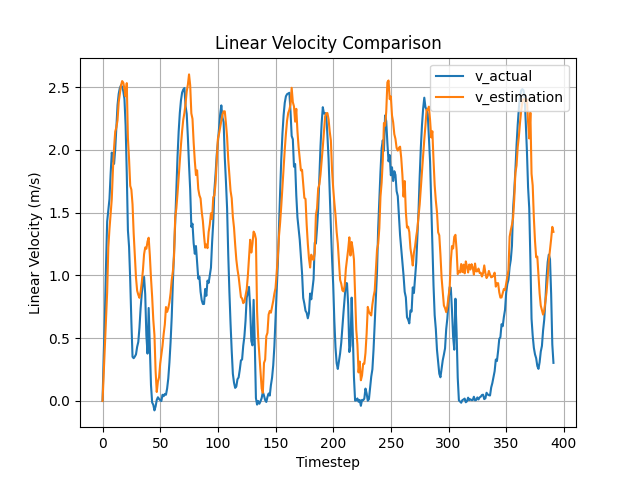 Linear Velocity Comparison
v_actual
v_estimation
Linear Velocity (m/s)
2.5
2.0
1.5
1.0
0.5
0.0
0 50 100 150 200 250 300 350 400
Timestep